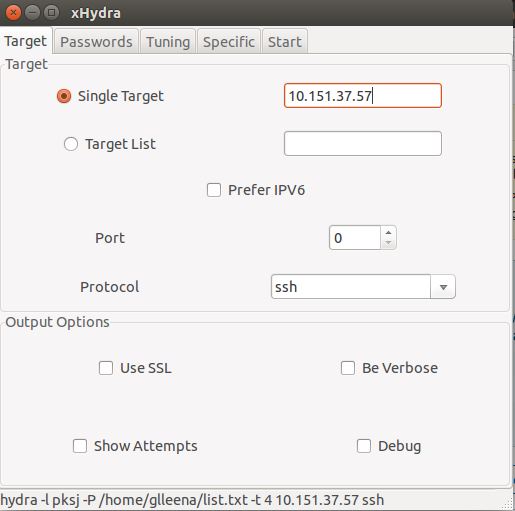 xHydra
Target Passwords Tuning Specific Start
Target
Single Target 10.151.37.57
Target List
Prefer IPV6
Port 0
Protocol ssh
Output Options
Use SSL Be Verbose
Show Attempts Debug
hydra -l pksj -P /home/glleena/list.txt -t 4 10.151.37.57 ssh